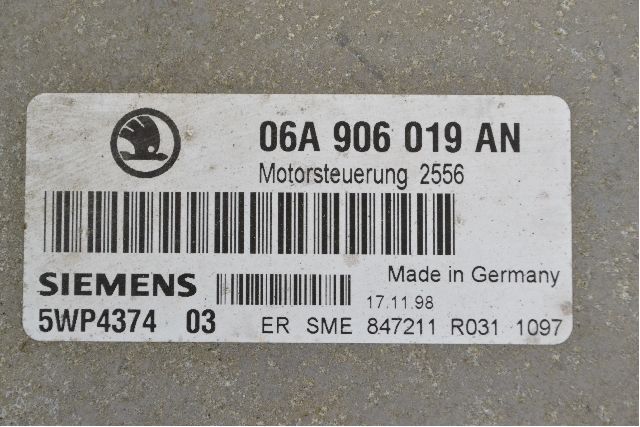 06A 906 019 AN
Motorsteuerung 2556
SIEMENS
Made in Germany
17.11.98
5WP4374 03
ER SME 847211 R031 1097